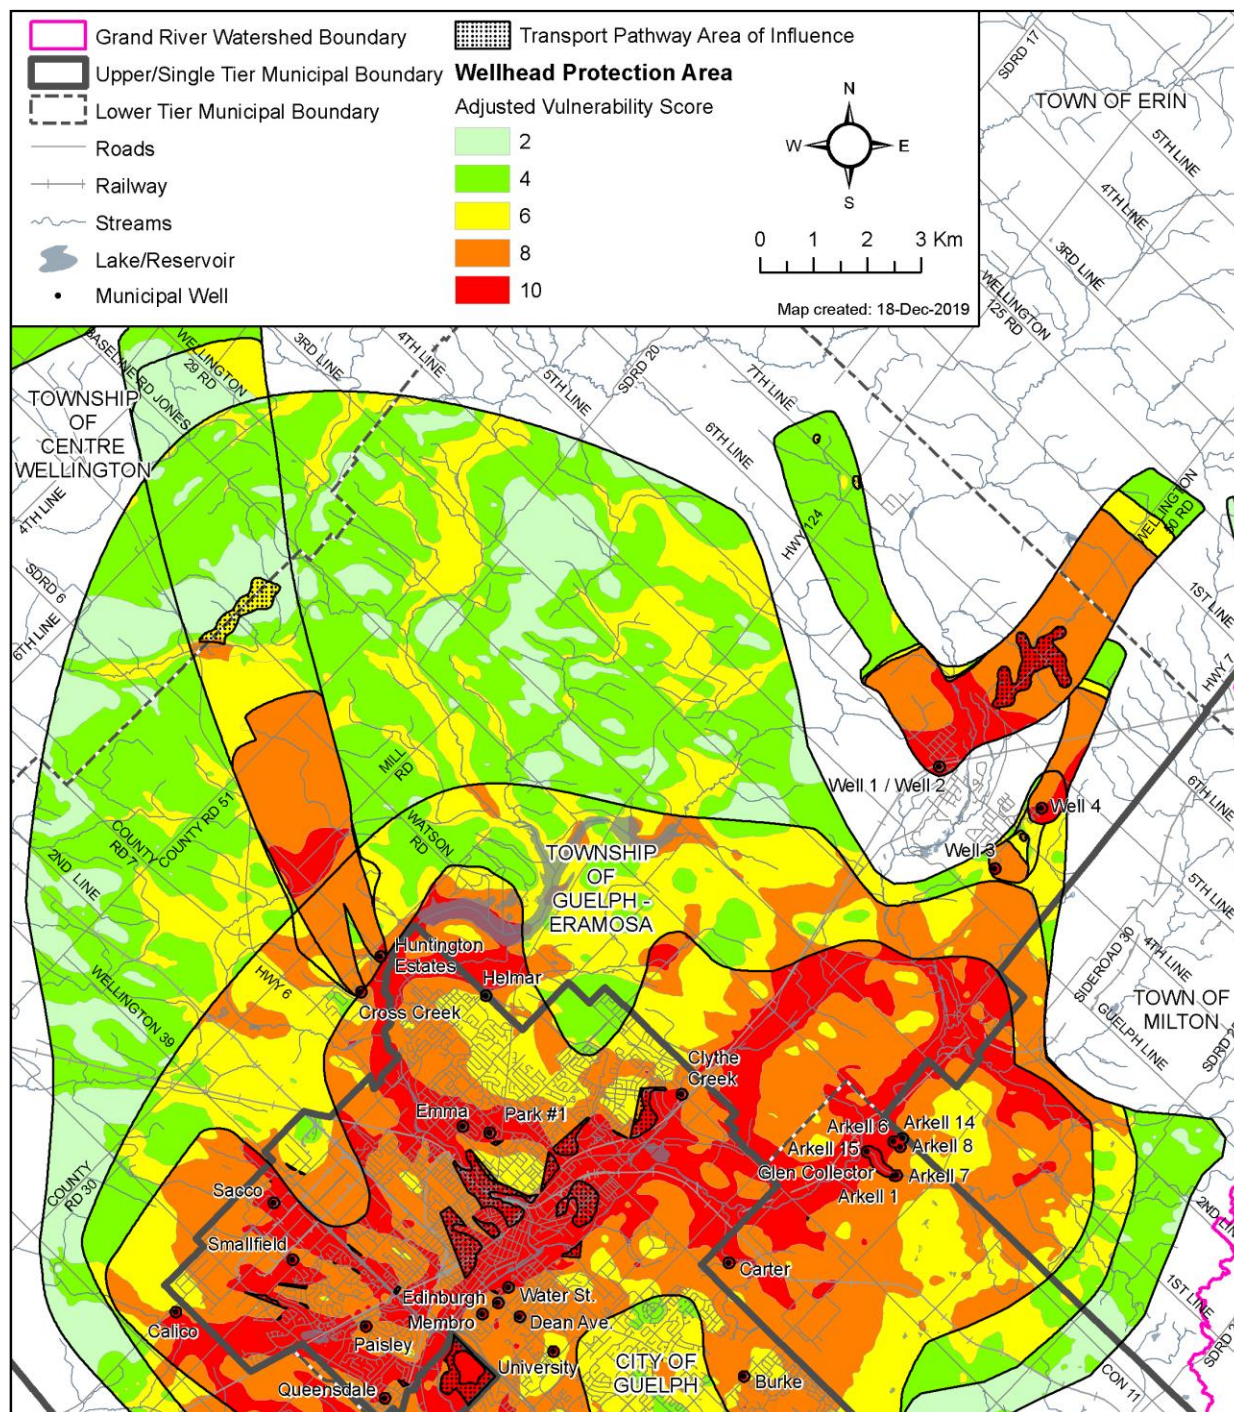 Grand River Watershed Boundary
Upper/Single Tier Municipal Boundary
Lower Tier Municipal Boundary
Roads
Railway
Streams
Lake/Reservoir
Municipal Well
Transport Pathway Area of Influence
Wellhead Protection Area
Adjusted Vulnerability Score
2
4
6
8
10
N
W E
S
0 1 2 3 Km
Map created: 18-Dec-2019
SDRD 17
TOWN OF ERIN
5TH LINE
4TH LINE
3RD LINE
WELLINGTON
125 RD
BASELINE RD JONES
WELLINGTON
29 RD
3RD LINE
4TH LINE
5TH LINE
SDRD 20
7TH LINE
6TH LINE
TOWNSHIP
OF
CENTRE
WELLINGTON
4TH LINE
HWY 124
WELLINGTON
50 RD
SDRD 6
6TH LINE
1ST LINE
HWY 7
MILL
RD
Well 1 / Well 2
6TH LINE
Well 4
COUNTY
RD 7
COUNTY RD 51
WATSON
RD
2ND LINE
Well 3
TOWNSHIP
OF
GUELPH -
ERAMOSA
5TH LINE
4TH LINE
SIDEROAD 30
GUELPH LINE
TOWN OF
MILTON
Huntington
Estates
HWY 6
Helmar
Cross Creek
WELLINGTON 39
Clythe
Creek
Emma
Park #1
Arkell 6
Arkell 14
Arkell 15
Arkell 8
Glen Collector
Arkell 7
Arkell 1
COUNTY
RD 30
Sacco
Smallfield
Carter
1ST LINE
Calico
Edinburgh
Water St.
Membro
Dean Ave.
Paisley
University
CITY OF
GUELPH
Burke
Queensdale
CON 11